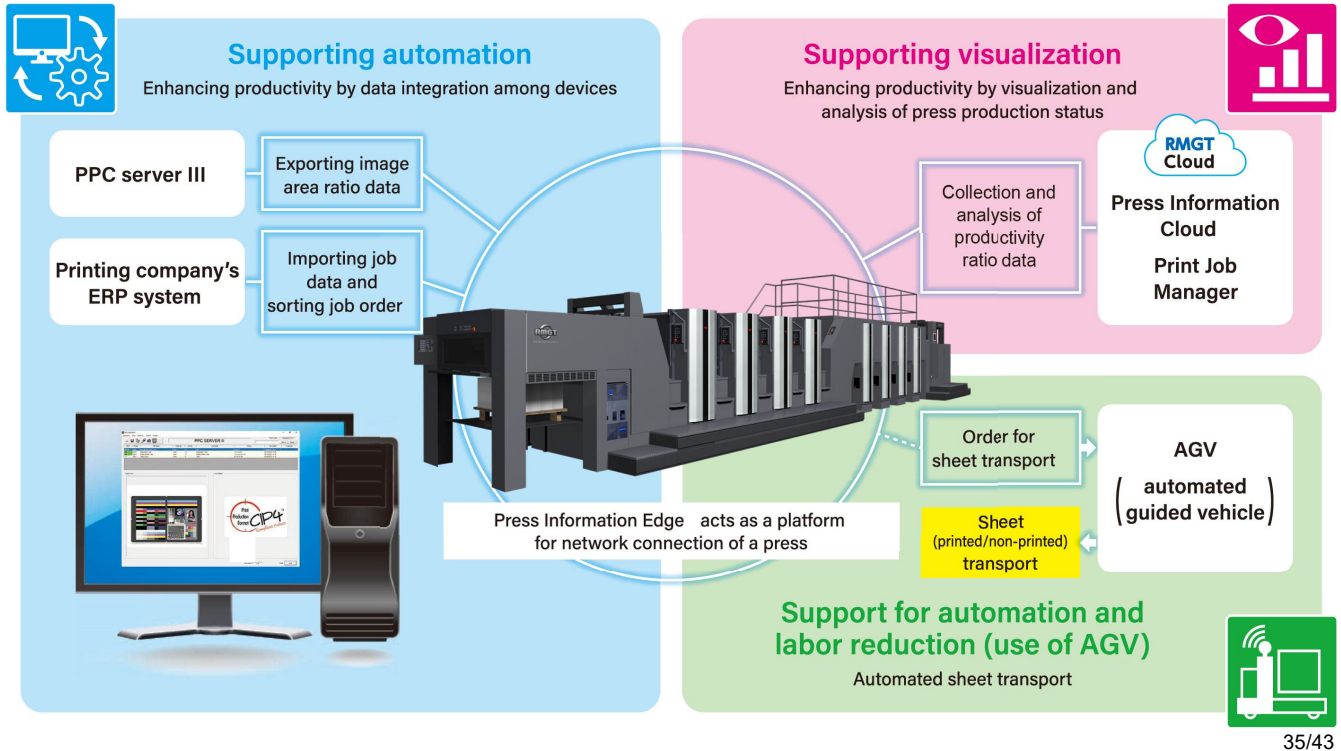 Supporting automation
Enhancing productivity by data integration among devices
PPC server III
Exporting image
area ratio data
Printing company's
ERP system
Importing job
data and
sorting job order
Supporting visualization
Enhancing productivity by visualization and
analysis of press production status
Collection and
analysis of
productivity
ratio data
RMGT
Cloud
Press Information
Cloud
Print Job
Manager
RMGT
PPC SERVER
Print
Production
Format
CIP4
Press Information Edge acts as a platform
for network connection of a press
Order for
sheet transport
AGV
(automated
guided vehicle)
Sheet
(printed/non-printed)
transport
Support for automation and
labor reduction (use of AGV)
Automated sheet transport
35/43